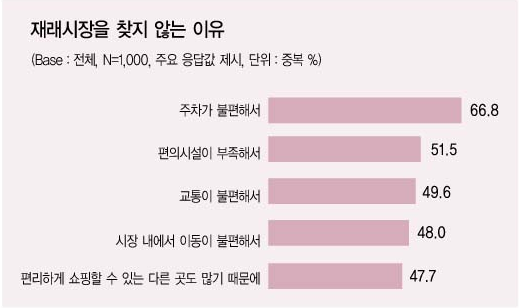 재래시장을 찾지 않는 이유
(Base : 전체, N=1,000, 주요 응답값 제시, 단위 : 중복 %)
주차가 불편해서 66.8
편의시설이 부족해서 51.5
교통이 불편해서 49.6
시장 내에서 이동이 불편해서 48.0
편리하게 쇼핑할 수 있는 다른 곳도 많기 때문에 47.7